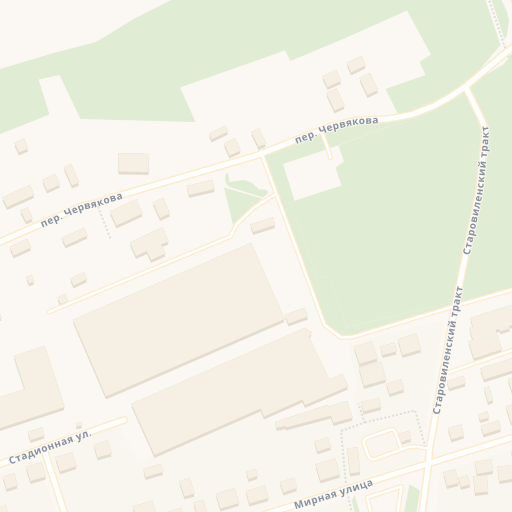 пер. Червякова
Старовиленский тракт
пер. Червякова
Старовиленский тракт
Стадионная ул.
Мирная улица